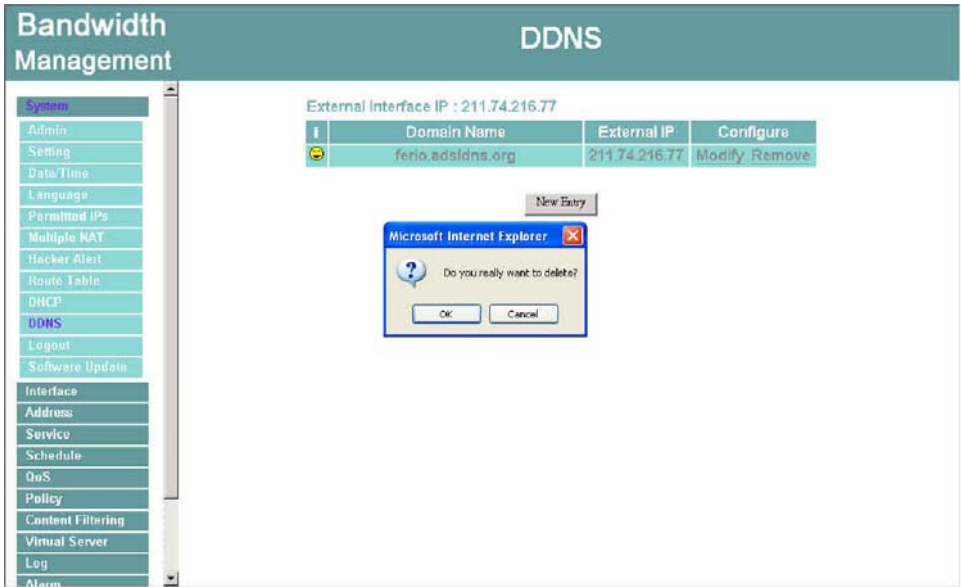 Bandwidth
Management
DDNS
System
Admin
Setting
Date/Time
Language
Permitted IPs
Multiple NAT
Hacker Alert
Route Table
DHCP
DDNS
Logout
Software Update
Interface
Address
Service
Schedule
QoS
Policy
Content Filtering
Virtual Server
Log
Alarm
External Interface IP : 211.74.216.77
i Domain Name External IP Configure
ferio.adsldns.org 211.74.216.77 Modify Remove
New Entry
Microsoft Internet Explorer
Do you really want to delete?
OK Cancel